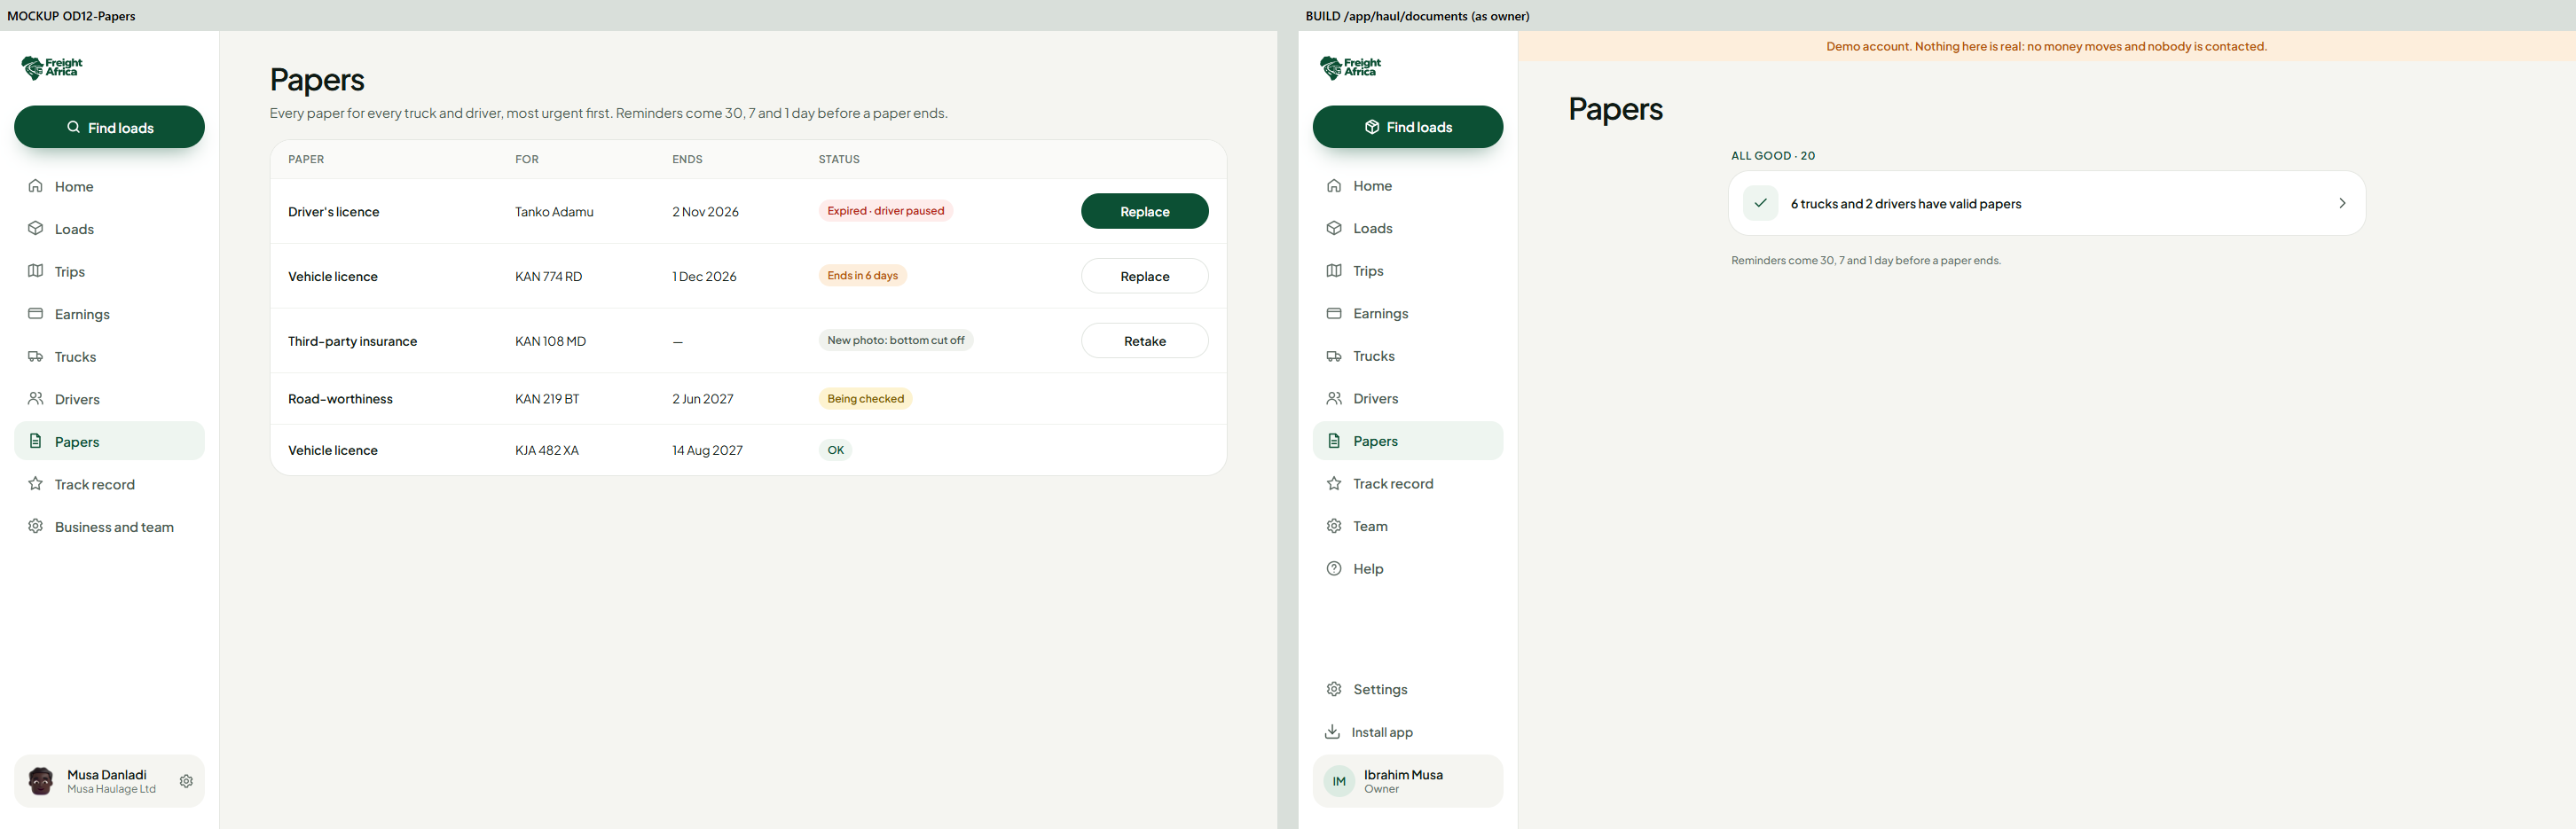 MOCKUP OD12-Papers
Freight
Africa
Find loads
Home
Loads
Trips
Earnings
Trucks
Drivers
Papers
Track record
Business and team
Musa Danladi
Musa Haulage Ltd
Papers
Every paper for every truck and driver, most urgent first. Reminders come 30, 7 and 1 day before a paper ends.
PAPER FOR ENDS STATUS
Driver's licence Tanko Adamu 2 Nov 2026 Expired · driver paused Replace
Vehicle licence KAN 774 RD 1 Dec 2026 Ends in 6 days Replace
Third-party insurance KAN 108 MD — New photo: bottom cut off Retake
Road-worthiness KAN 219 BT 2 Jun 2027 Being checked
Vehicle licence KJA 482 XA 14 Aug 2027 OK
BUILD /app/haul/documents (as owner)
Freight
Africa
Find loads
Home
Loads
Trips
Earnings
Trucks
Drivers
Papers
Track record
Team
Help
Settings
Install app
IM
Ibrahim Musa
Owner
Demo account. Nothing here is real: no money moves and nobody is contacted.
Papers
ALL GOOD · 20
6 trucks and 2 drivers have valid papers
Reminders come 30, 7 and 1 day before a paper ends.